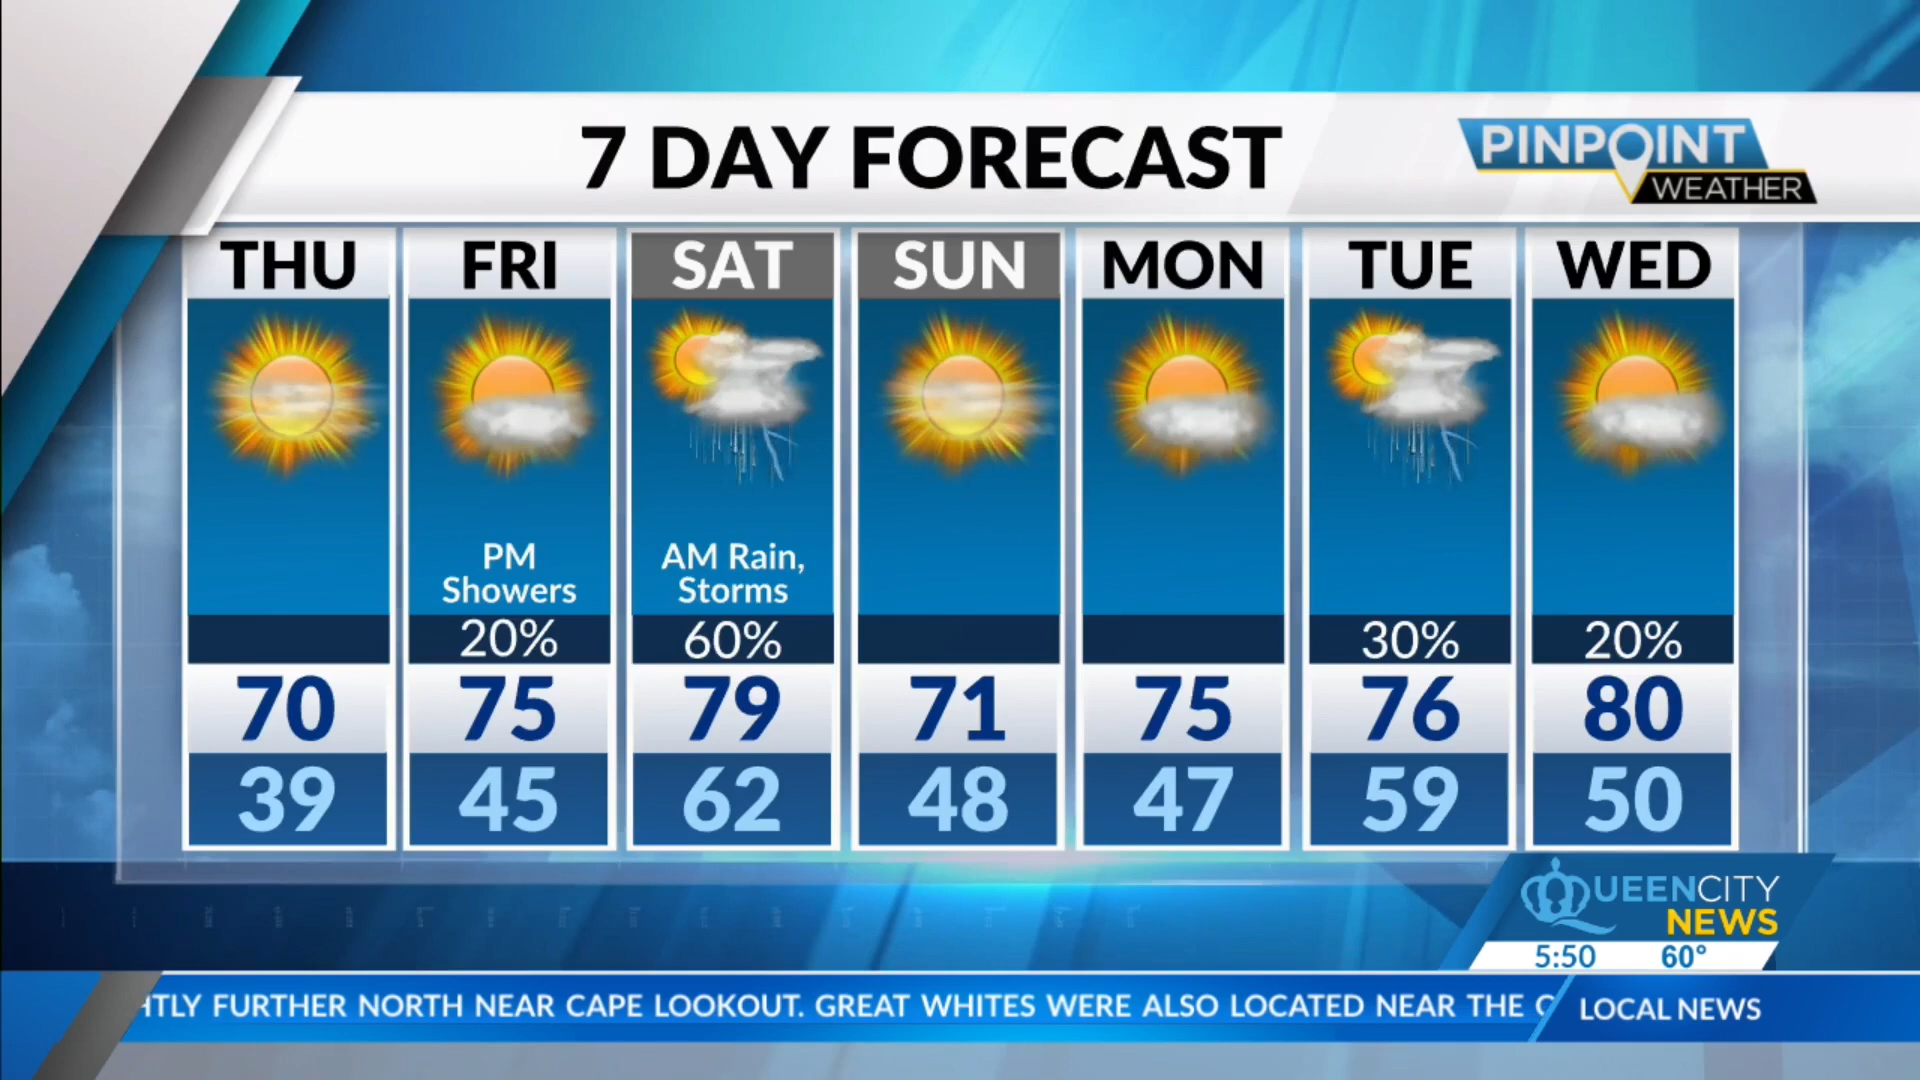 7 DAY FORECAST
PINPOINT
WEATHER
THU FRI SAT SUN MON TUE WED
PM
Showers
AM Rain,
Storms
20% 60% 30% 20%
70 75 79 71 75 76 80
39 45 62 48 47 59 50
QUEENCITY
NEWS
5:50 60°
FURTHER NORTH NEAR CAPE LOOKOUT. GREAT WHITES WERE ALSO LOCATED NEAR THE
LOCAL NEWS